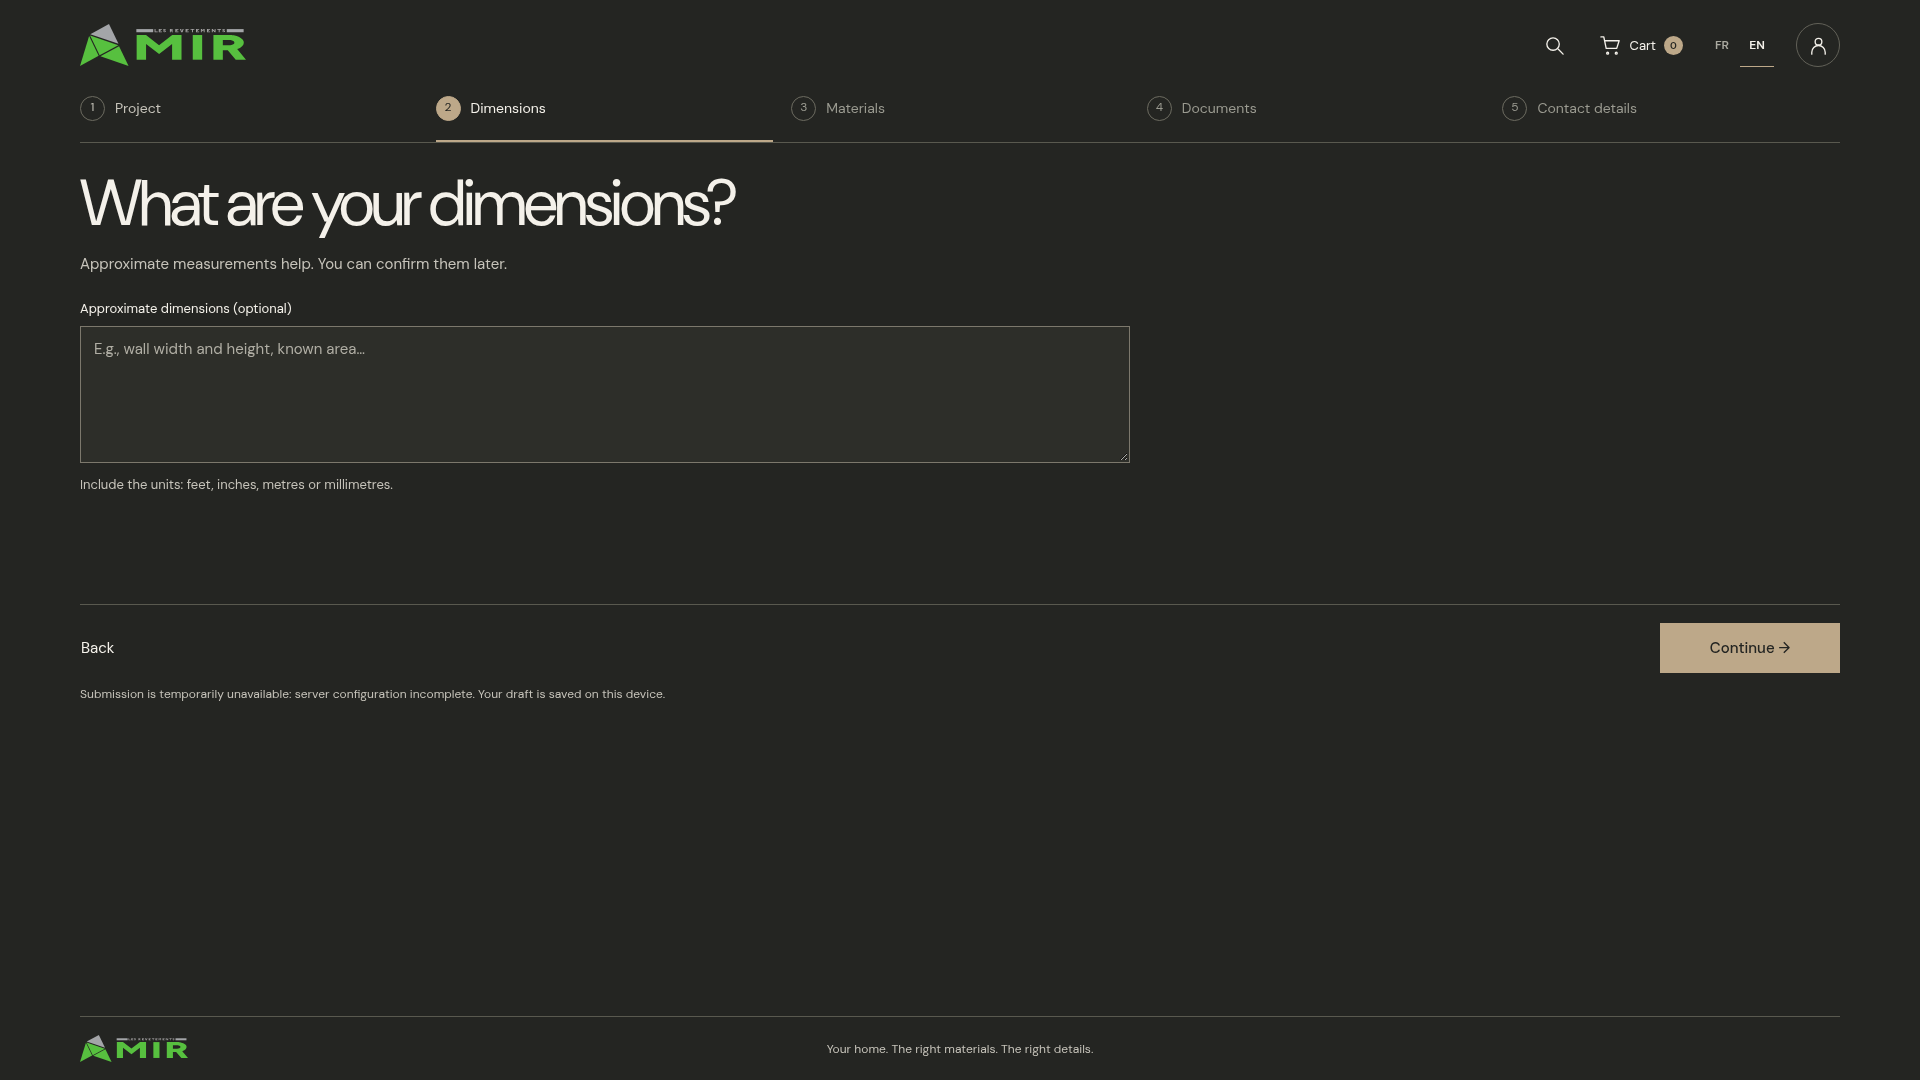 LES REVETEMENTS
MIR
Cart 0
FR EN
1 Project
2 Dimensions
3 Materials
4 Documents
5 Contact details
What are your dimensions?
Approximate measurements help. You can confirm them later.
Approximate dimensions (optional)
E.g., wall width and height, known area…
Include the units: feet, inches, metres or millimetres.
Back
Continue →
Submission is temporarily unavailable: server configuration incomplete. Your draft is saved on this device.
LES REVETEMENTS
MIR
Your home. The right materials. The right details.